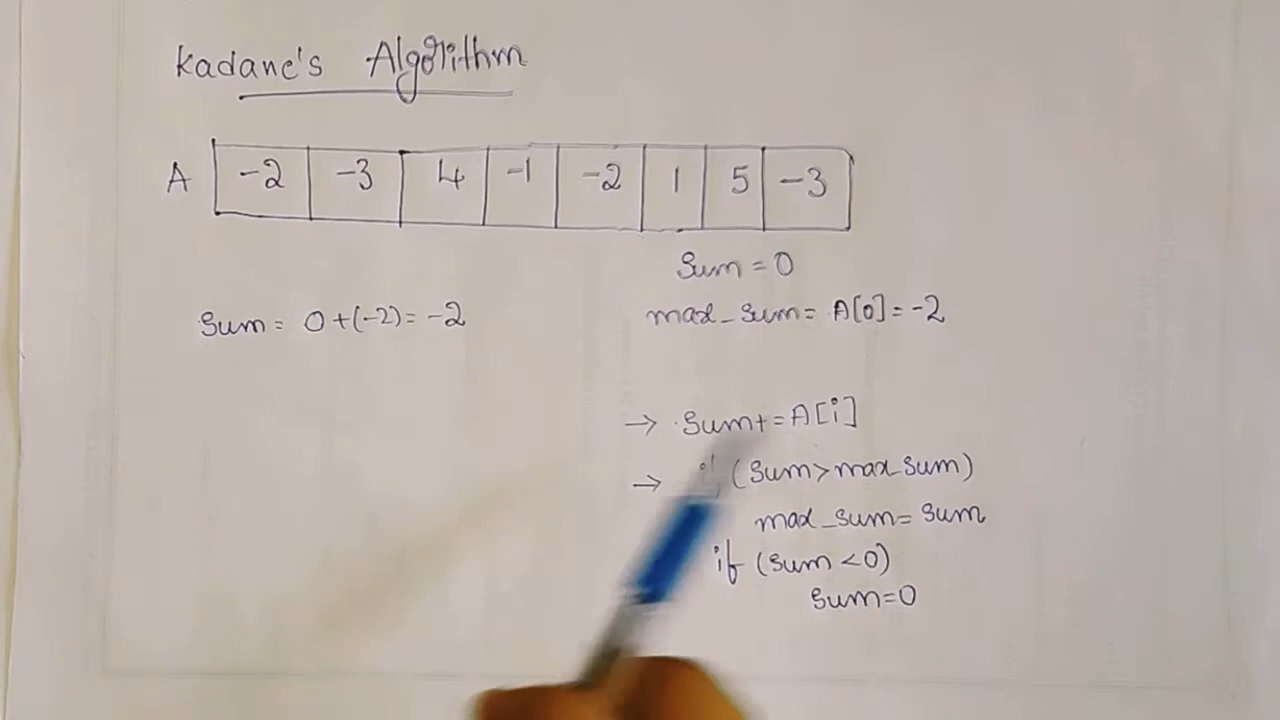 Kadane's Algorithm
A -2 -3 4 -1 -2 1 5 -3
Sum = 0
Sum = 0+(-2) = -2
max_sum = A[0] = -2
→ Sum+=A[i]
→ (Sum>max_sum)
max_sum = Sum
if (Sum <0)
Sum=0